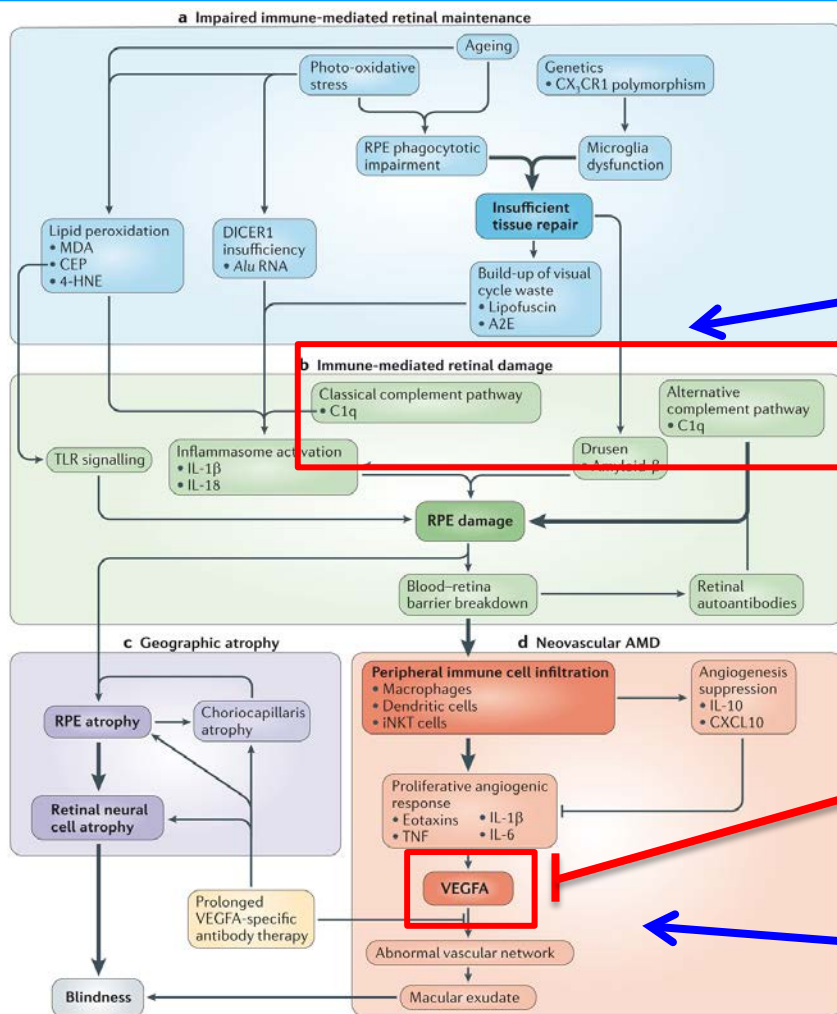 a Impaired immune-mediated retinal maintenance
Ageing
Photo-oxidative
stress
Genetics
• CX3CR1 polymorphism
RPE phagocytotic
impairment
Microglia
dysfunction
Insufficient
tissue repair
Lipid peroxidation
• MDA
• CEP
• 4-HNE
DICER1
insufficiency
• Alu RNA
Build-up of visual
cycle waste
• Lipofuscin
• A2E
b Immune-mediated retinal damage
Classical complement pathway
• C1q
Alternative
complement pathway
• C1q
TLR signalling
Inflammasome activation
• IL-1β
• IL-18
Drusen
• Amyloid-β
RPE damage
Blood–retina
barrier breakdown
Retinal
autoantibodies
c Geographic atrophy
RPE atrophy
Choriocapillaris
atrophy
Retinal neural
cell atrophy
Prolonged
VEGFA-specific
antibody therapy
Blindness
d Neovascular AMD
Peripheral immune cell infiltration
• Macrophages
• Dendritic cells
• iNKT cells
Angiogenesis
suppression
• IL-10
• CXCL10
Proliferative angiogenic
response
• Eotaxins • IL-1β
• TNF • IL-6
VEGFA
Abnormal vascular network
Macular exudate